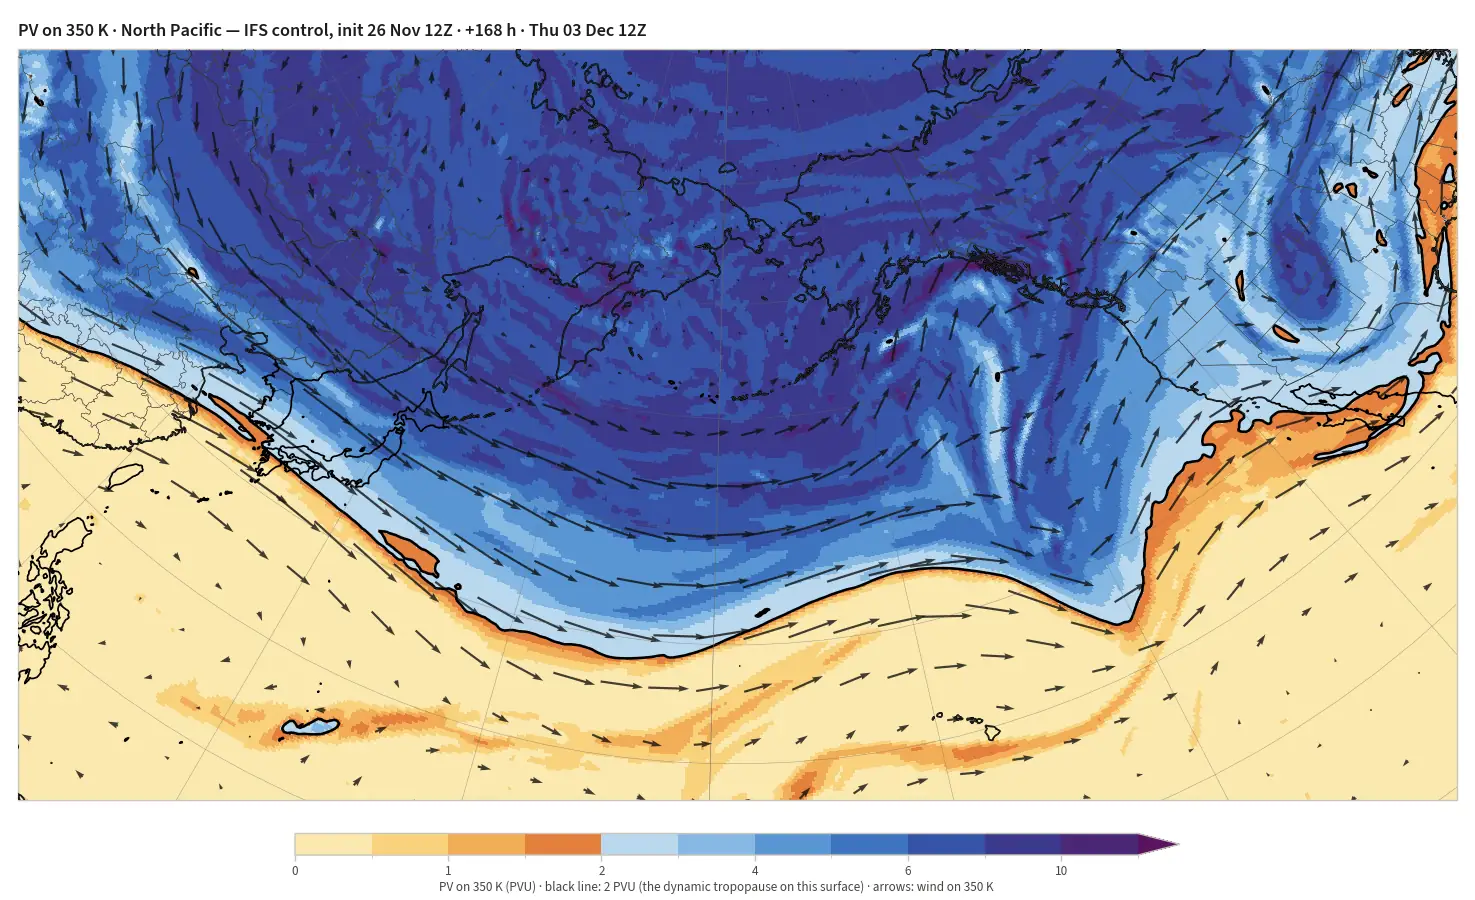 PV on 350 K · North Pacific — IFS control, init 26 Nov 12Z · +168 h · Thu 03 Dec 12Z
0 1 2 4 6 10
PV on 350 K (PVU) · black line: 2 PVU (the dynamic tropopause on this surface) · arrows: wind on 350 K